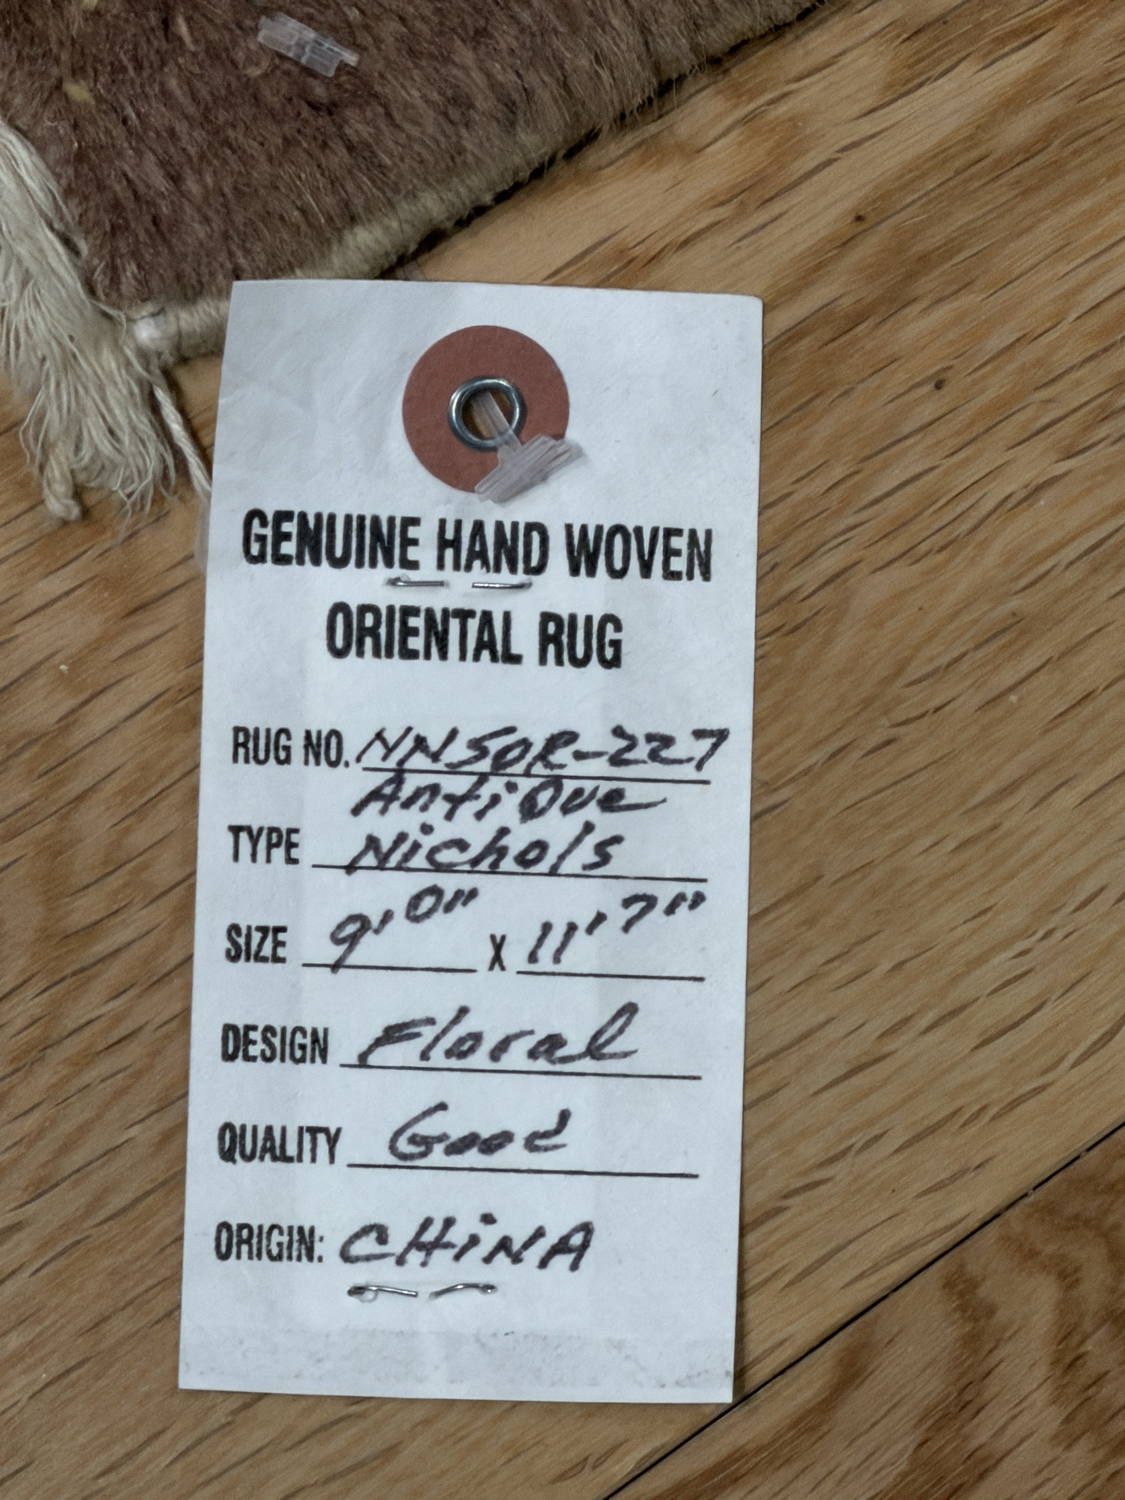 GENUINE HAND WOVEN
ORIENTAL RUG
RUG NO. NNSOR-227
Antique
TYPE Nichols
SIZE 9'0" X 11'7"
DESIGN Floral
QUALITY Good
ORIGIN: CHiNA